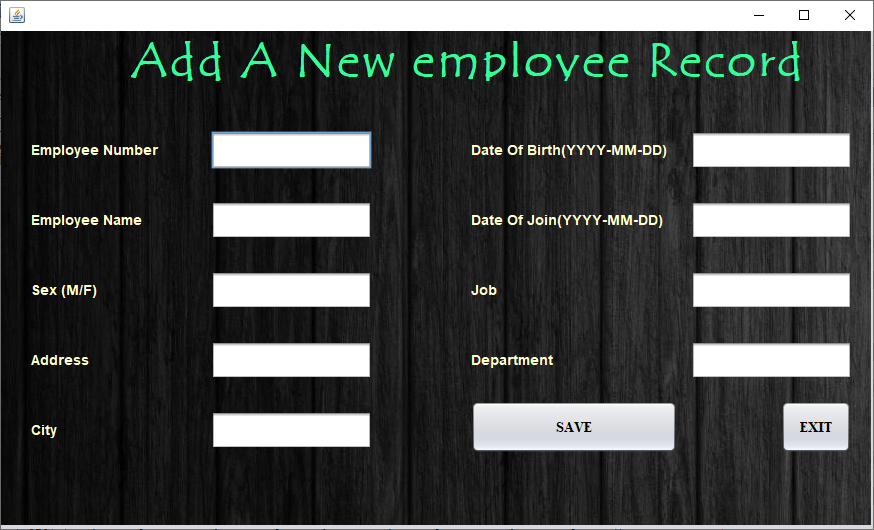 Add A New employee Record
Employee Number
Date Of Birth(YYYY-MM-DD)
Employee Name
Date Of Join(YYYY-MM-DD)
Sex (M/F)
Job
Address
Department
City
SAVE
EXIT